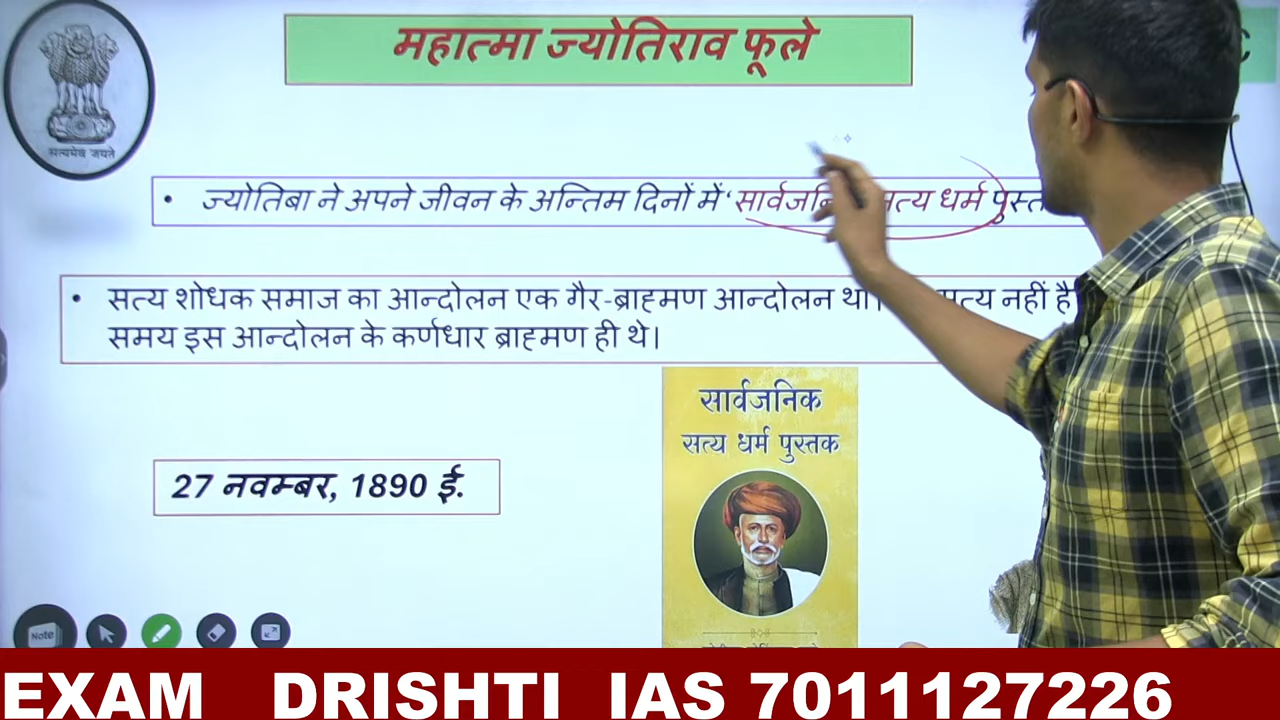 महात्मा ज्योतिराव फूले
सत्यमेव जयते
• ज्योतिबा ने अपने जीवन के अन्तिम दिनों में ‘ सत्य धर्म
• सत्य शोधक समाज का आन्दोलन एक गैर-ब्राह्मण आन्दोलन था। नहीं है
समय इस आन्दोलन के कर्णधार ब्राह्मण ही थे।
सार्वजनिक
सत्य धर्म पुस्तक
27 नवम्बर, 1890 ई.
Note
EXAM DRISHTI IAS 7011127226